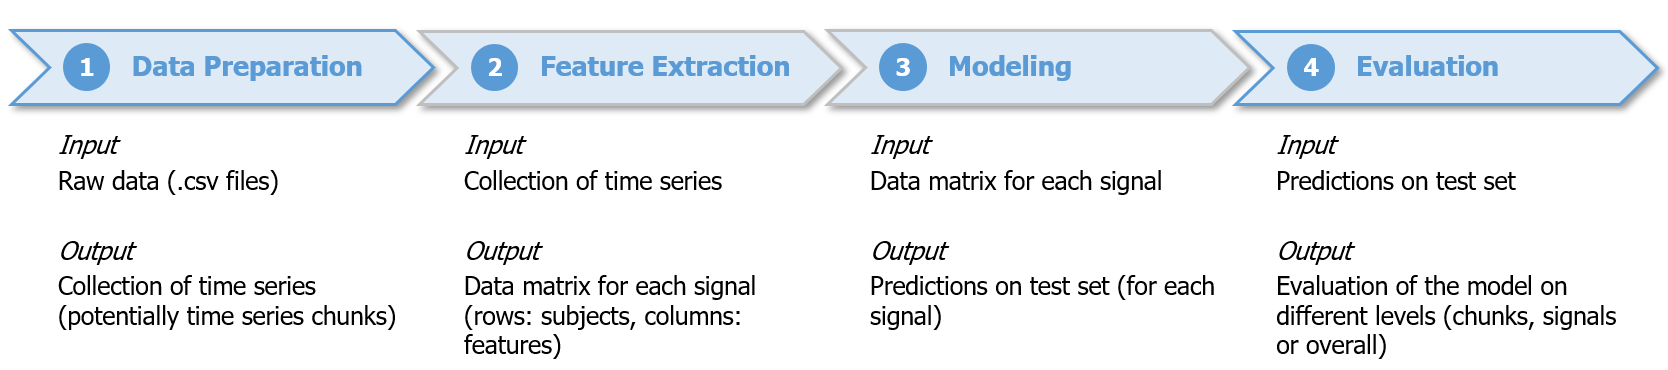 1 Data Preparation
Input
Raw data (.csv files)
Output
Collection of time series
(potentially time series chunks)
2 Feature Extraction
Input
Collection of time series
Output
Data matrix for each signal
(rows: subjects, columns:
features)
3 Modeling
Input
Data matrix for each signal
Output
Predictions on test set (for each
signal)
4 Evaluation
Input
Predictions on test set
Output
Evaluation of the model on
different levels (chunks, signals
or overall)